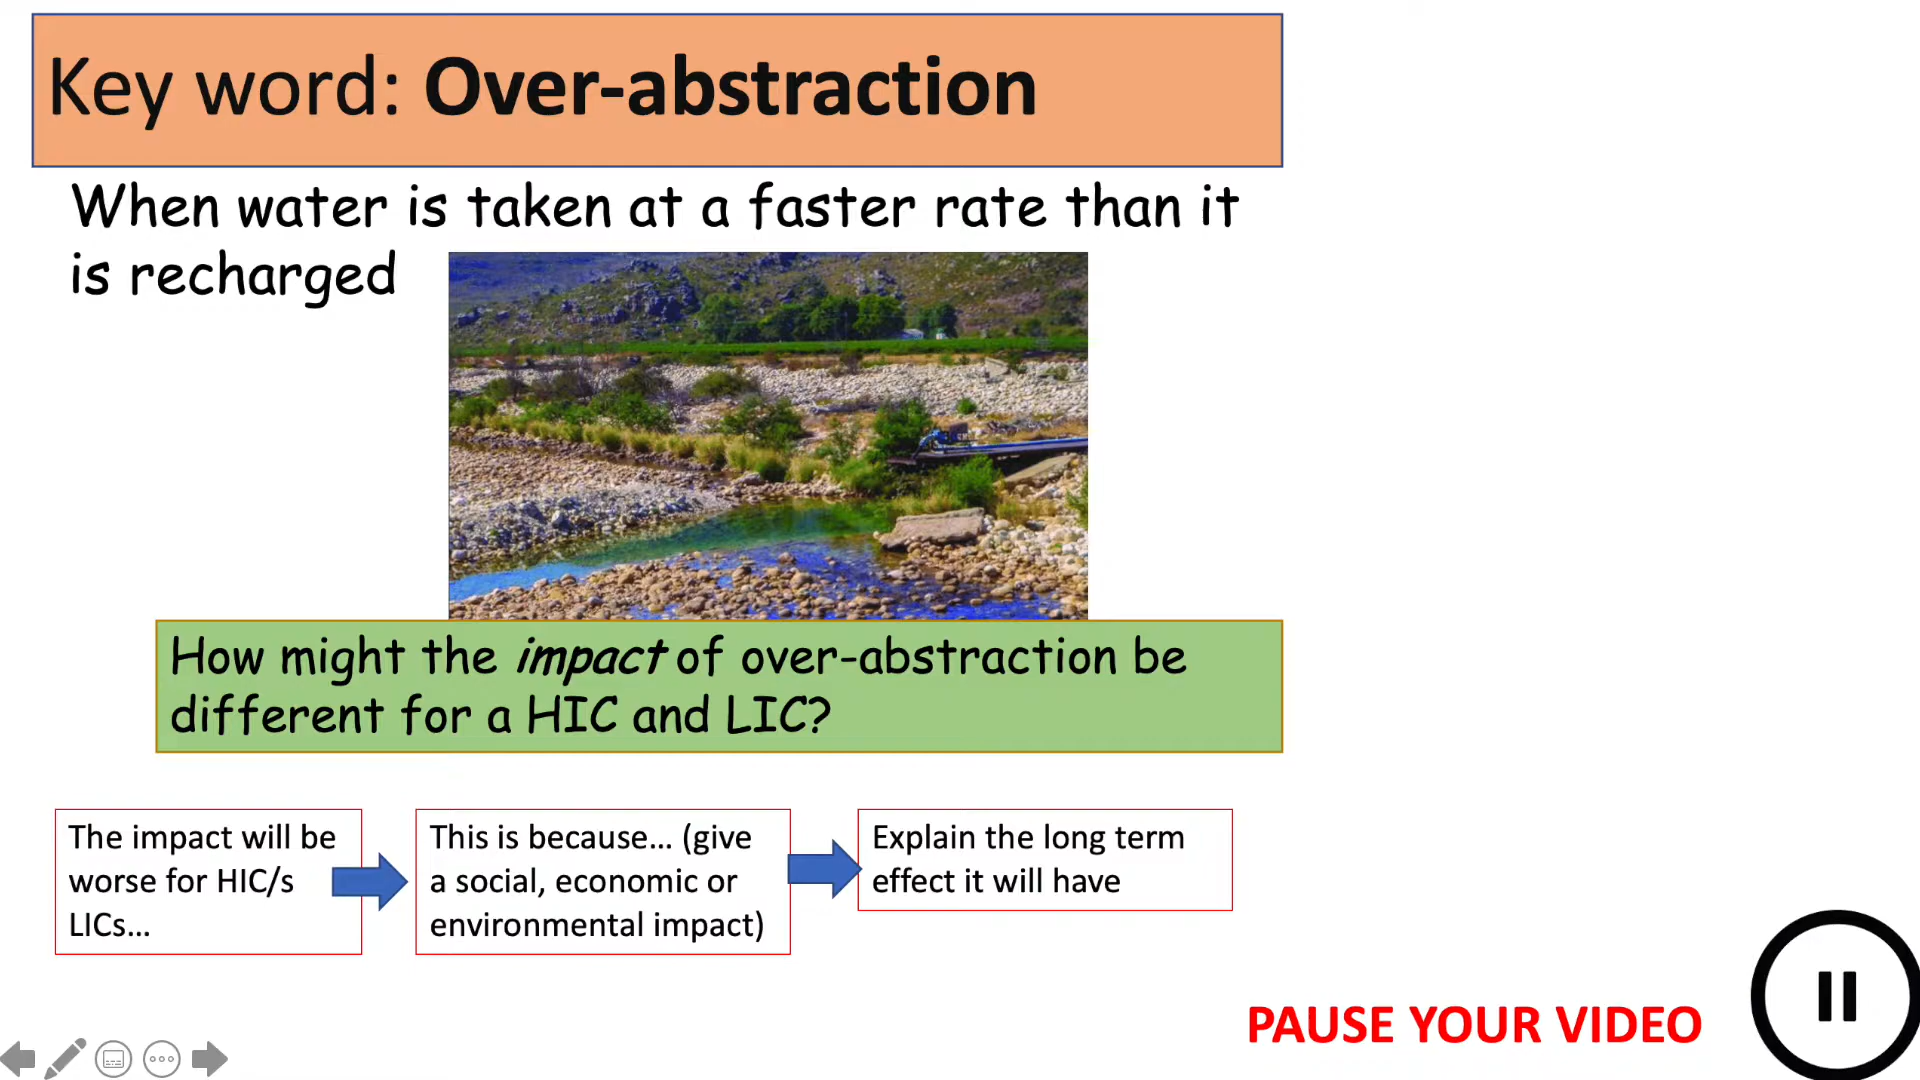 Key word: Over-abstraction
When water is taken at a faster rate than it
is recharged
How might the impact of over-abstraction be
different for a HIC and LIC?
The impact will be
worse for HIC/s
LICs...
This is because... (give
a social, economic or
environmental impact)
Explain the long term
effect it will have
PAUSE YOUR VIDEO